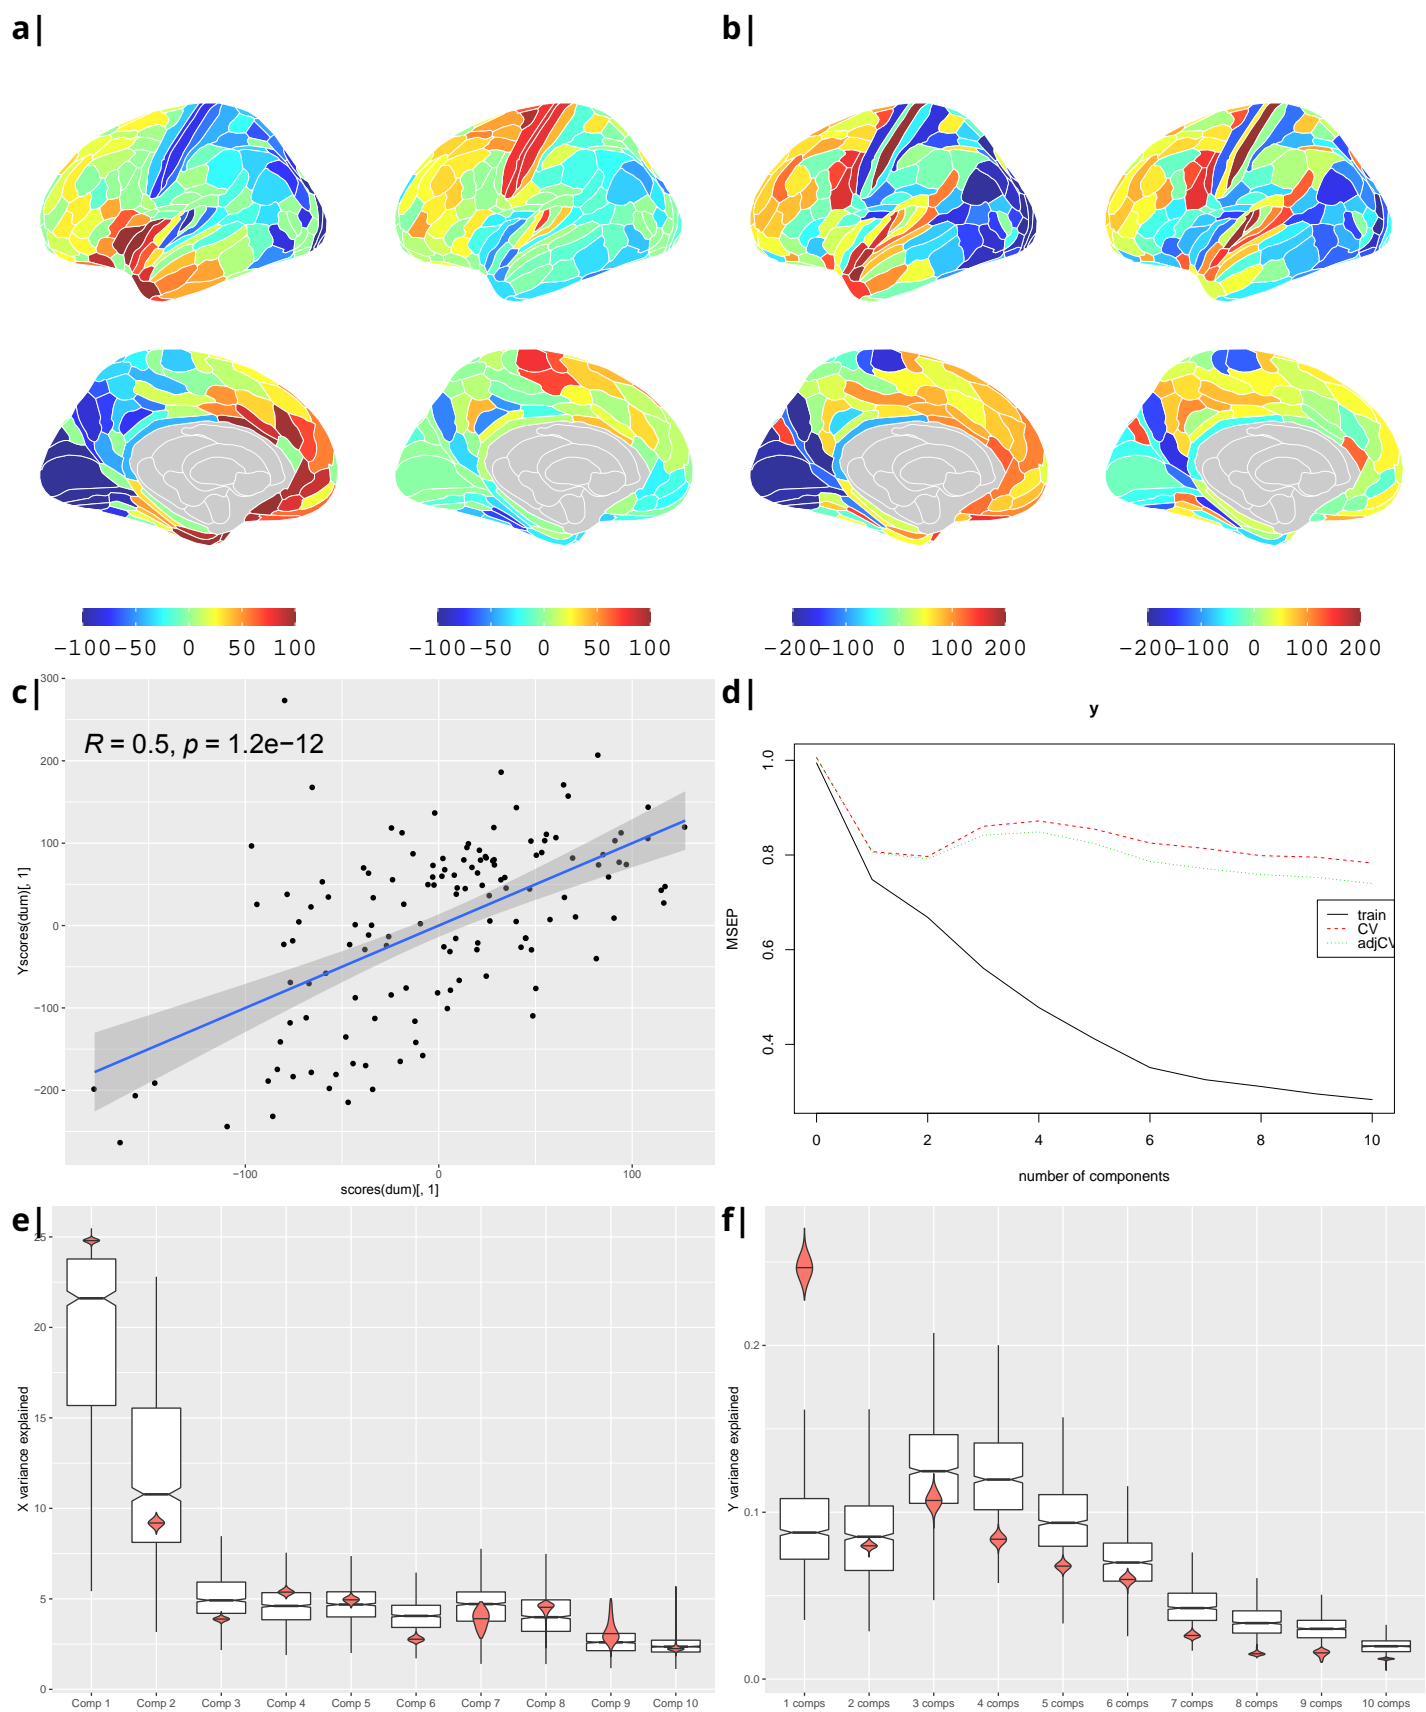 a|
b|
−100 −50 0 50 100
−100 −50 0 50 100
−200 −100 0 100 200
−200 −100 0 100 200
c|
R = 0.5, p = 1.2e−12
300
200
100
0
−100
−200
Yscores(dum)[, 1]
−100 0 100
scores(dum)[, 1]
d|
y
1.0
0.8
0.6
0.4
MSEP
train
CV
adjCV
0 2 4 6 8 10
number of components
e|
25
20
15
10
5
0
X variance explained
Comp 1 Comp 2 Comp 3 Comp 4 Comp 5 Comp 6 Comp 7 Comp 8 Comp 9 Comp 10
f|
0.2
0.1
0.0
Y variance explained
1 comps 2 comps 3 comps 4 comps 5 comps 6 comps 7 comps 8 comps 9 comps 10 comps